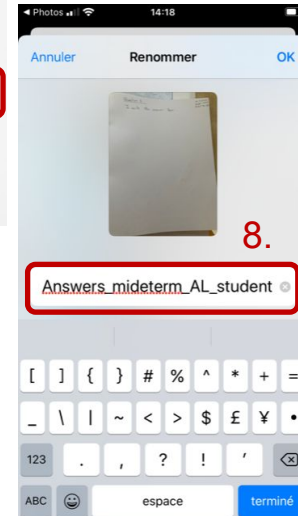 ◂ Photos 14:18
Annuler Renommer OK
8.
Answers_mideterm_AL_student
[ ] { } # % ^ * + =
_ \ | ~ < > $ £ ¥ •
123 . , ? ! '
ABC espace terminé